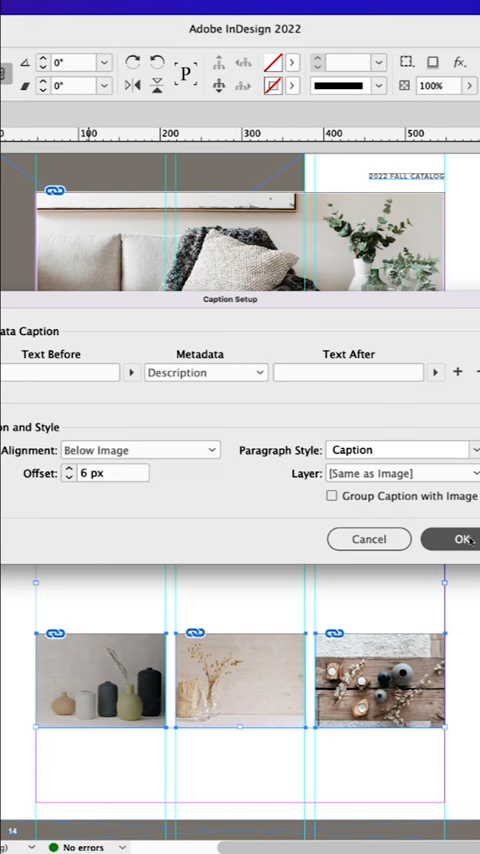 Adobe InDesign 2022
0°
P
fx.
0°
100%
0 100 200 300 400 500
2022 FALL CATALOG
Caption Setup
ata Caption
Text Before Metadata Text After
Description
on and Style
Alignment: Below Image Paragraph Style: Caption
Offset: 6 px Layer: [Same as Image]
Group Caption with Image
Cancel OK
14
g) No errors